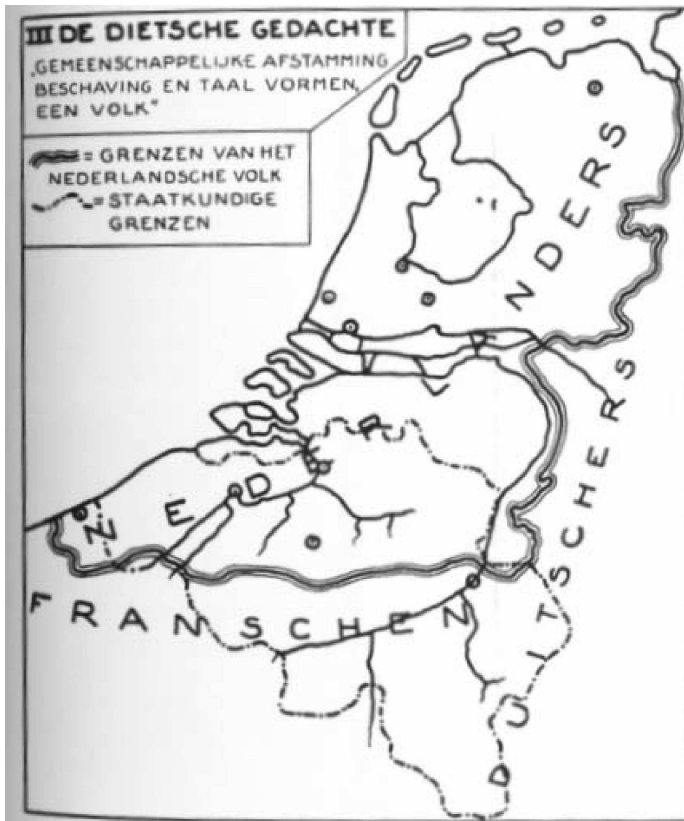 III DE DIETSCHE GEDACHTE
„GEMEENSCHAPPELIJKE AFSTAMMING
BESCHAVING EN TAAL VORMEN,
EEN VOLK"
= GRENZEN VAN HET
NEDERLANDSCHE VOLK
= STAATKUNDIGE
GRENZEN
NEDERLANDERS
FRANSCHEN
DUITSCHERS